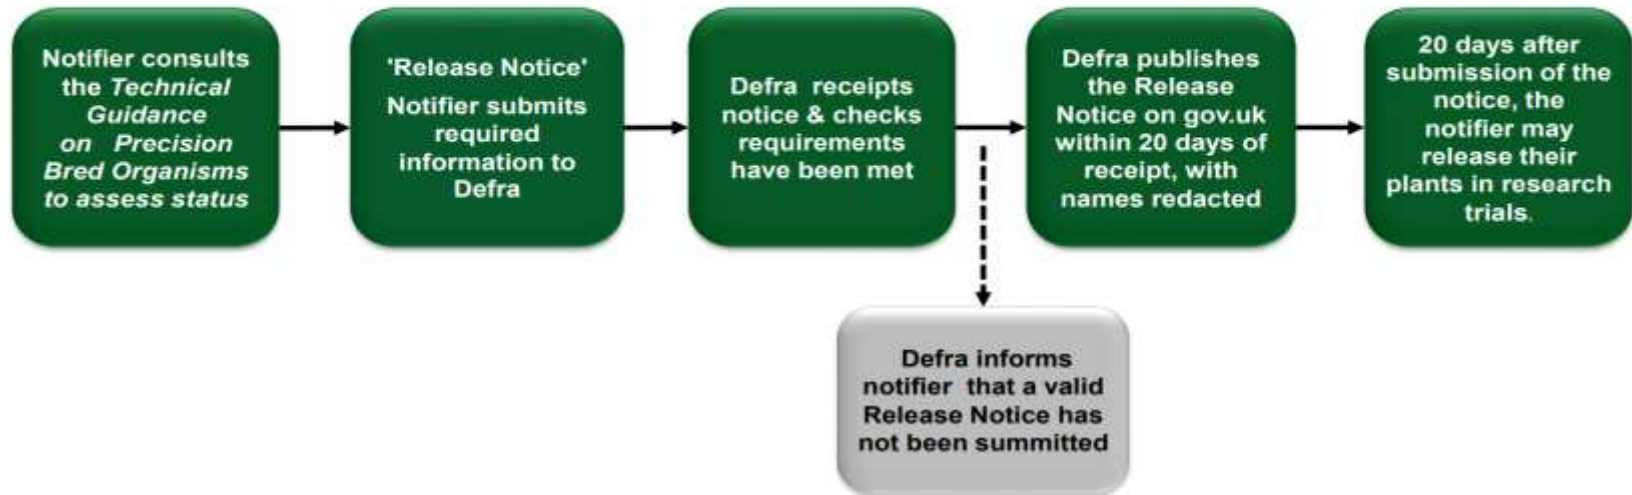 Notifier consults
the Technical
Guidance
on Precision
Bred Organisms
to assess status
'Release Notice'
Notifier submits
required
information to
Defra
Defra receipts
notice & checks
requirements
have been met
Defra publishes
the Release
Notice on gov.uk
within 20 days of
receipt, with
names redacted
20 days after
submission of the
notice, the
notifier may
release their
plants in research
trials.
Defra informs
notifier that a valid
Release Notice has
not been summitted